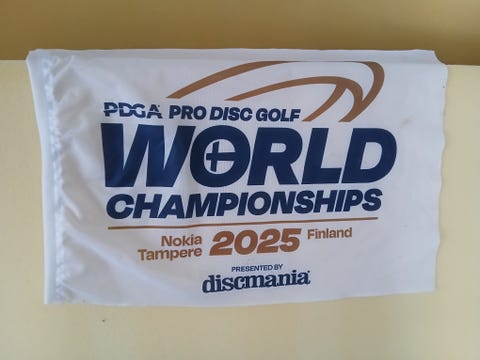 PDGA PRO DISC GOLF
WORLD
CHAMPIONSHIPS
Nokia
Tampere 2025 Finland
PRESENTED BY
discmania